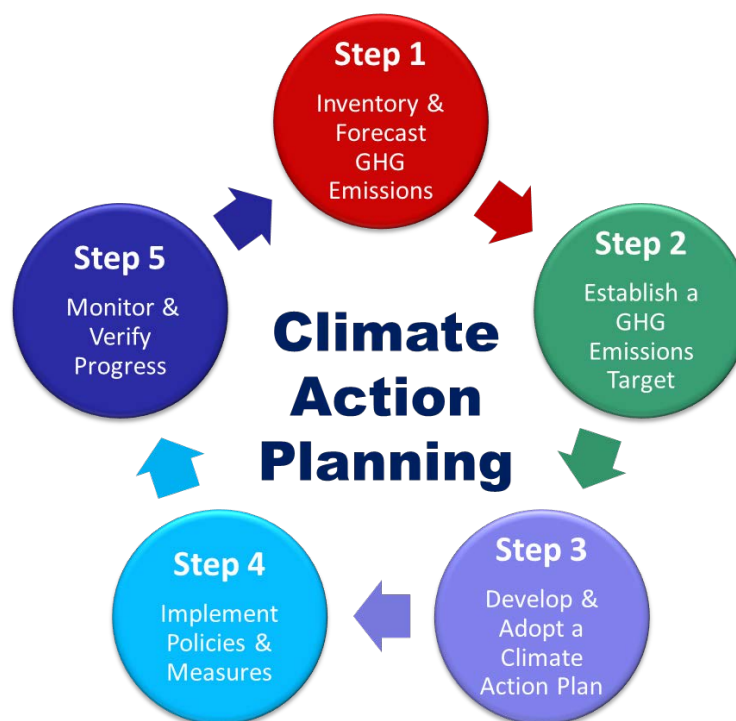 Step 1
Inventory &
Forecast
GHG
Emissions
Step 2
Establish a
GHG
Emissions
Target
Step 3
Develop &
Adopt a
Climate
Action Plan
Step 4
Implement
Policies &
Measures
Step 5
Monitor &
Verify
Progress
Climate
Action
Planning